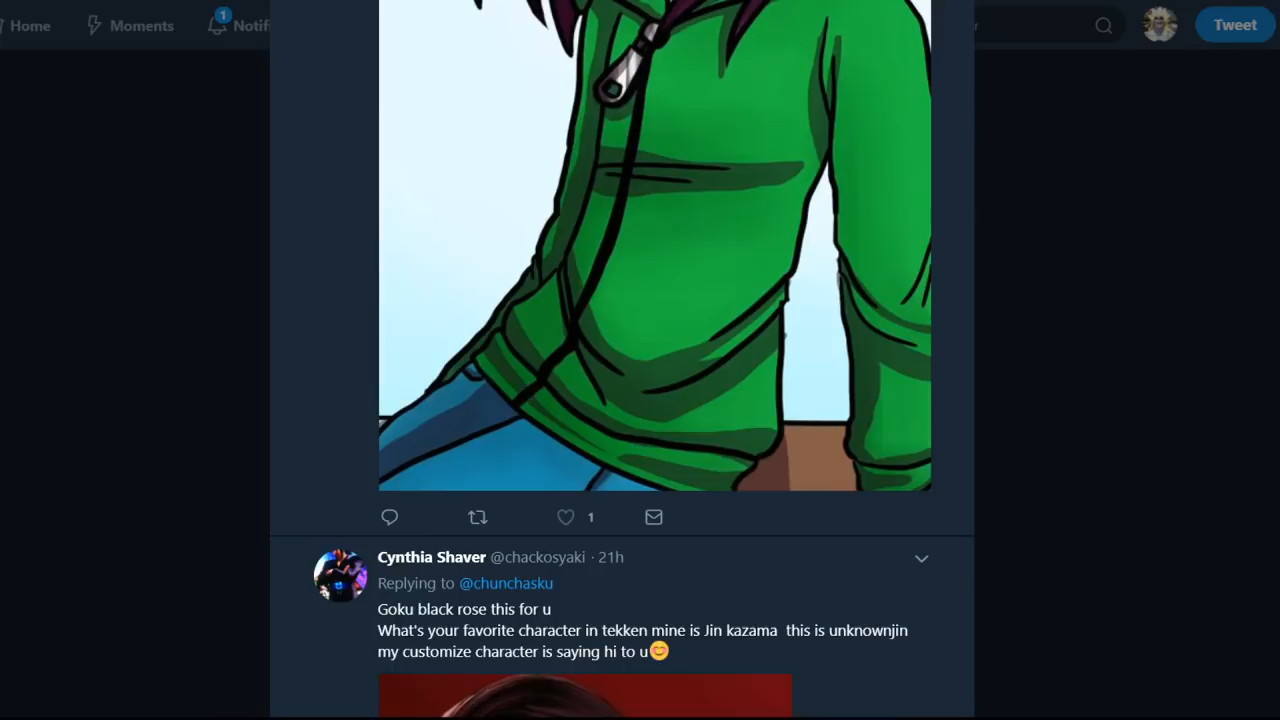 Home Moments 1 Notif Tweet
1
Cynthia Shaver @chackosyaki · 21h
Replying to @chunchasku
Goku black rose this for u
What's your favorite character in tekken mine is Jin kazama  this is unknownjin
my customize character is saying hi to u😊